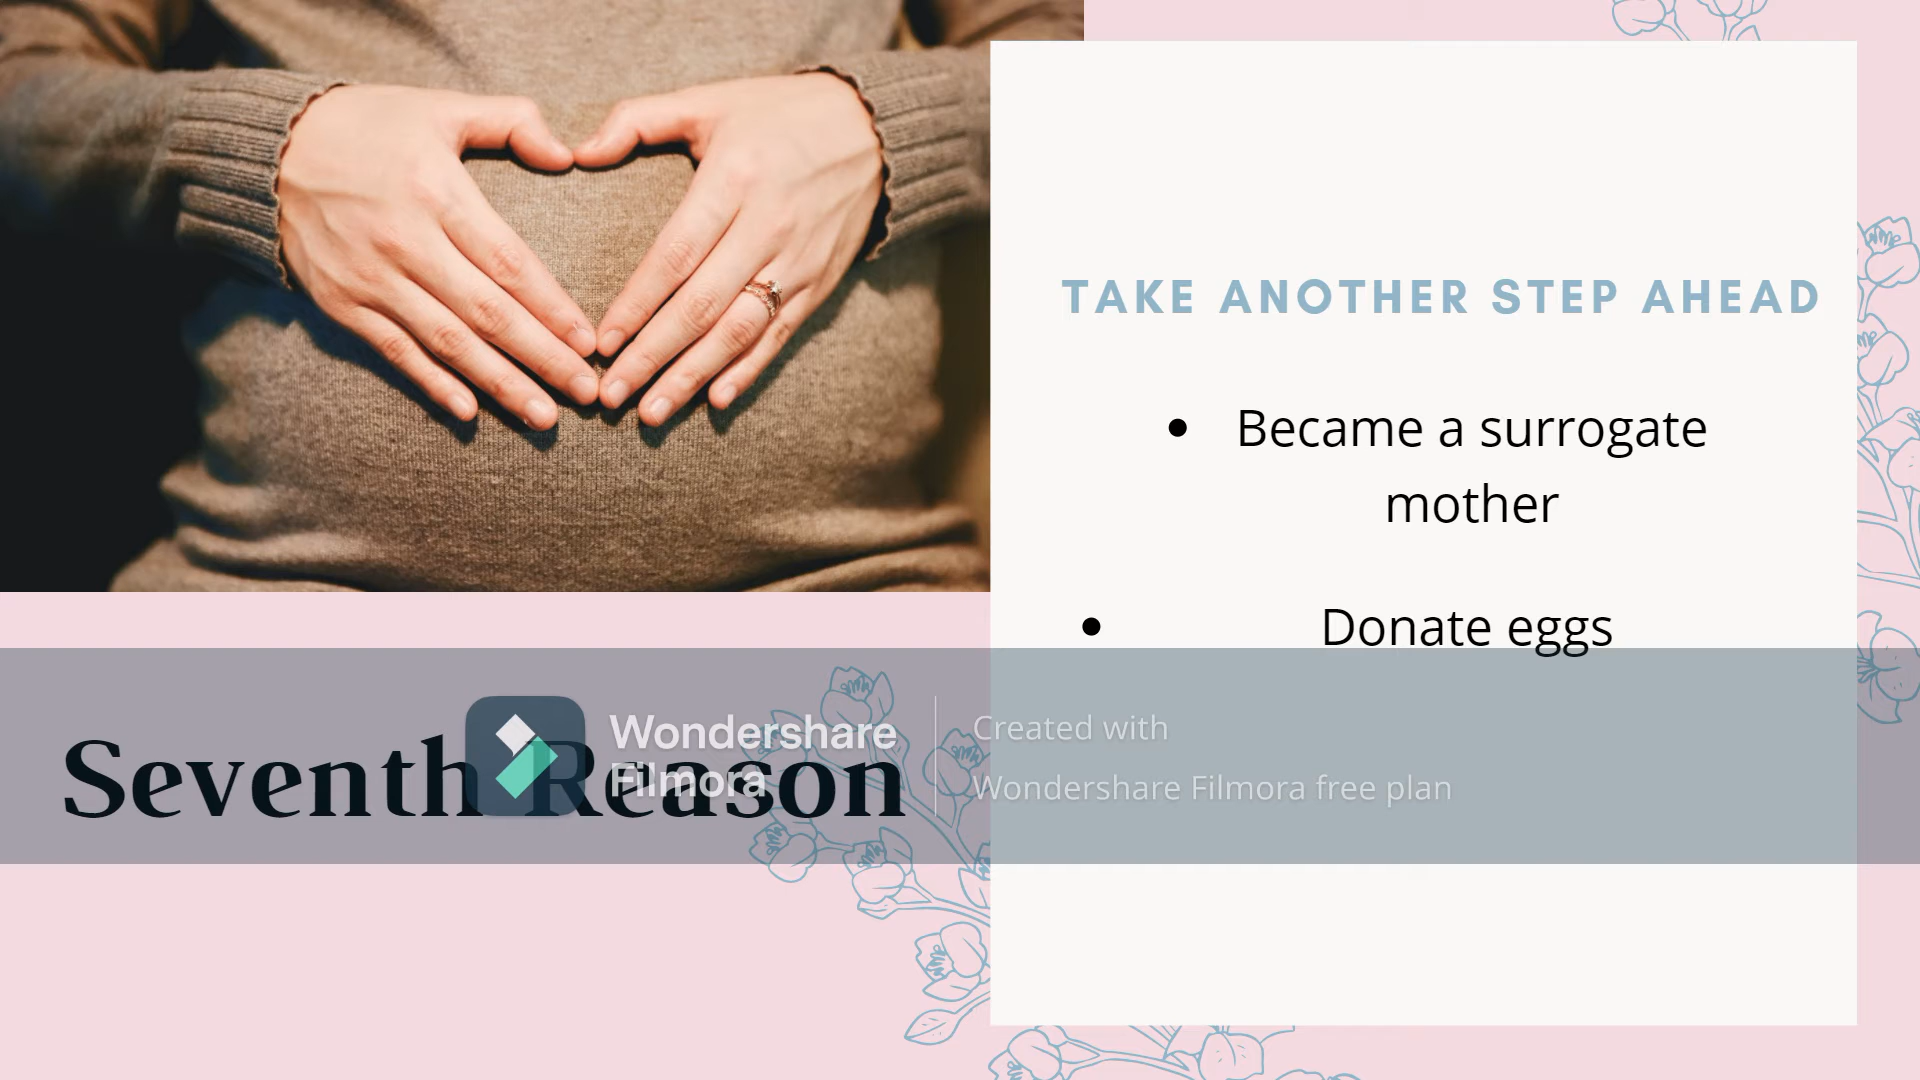 TAKE ANOTHER STEP AHEAD
• Became a surrogate
mother
• Donate eggs
Seventh Reason
Wondershare
Filmora
Created with
Wondershare Filmora free plan